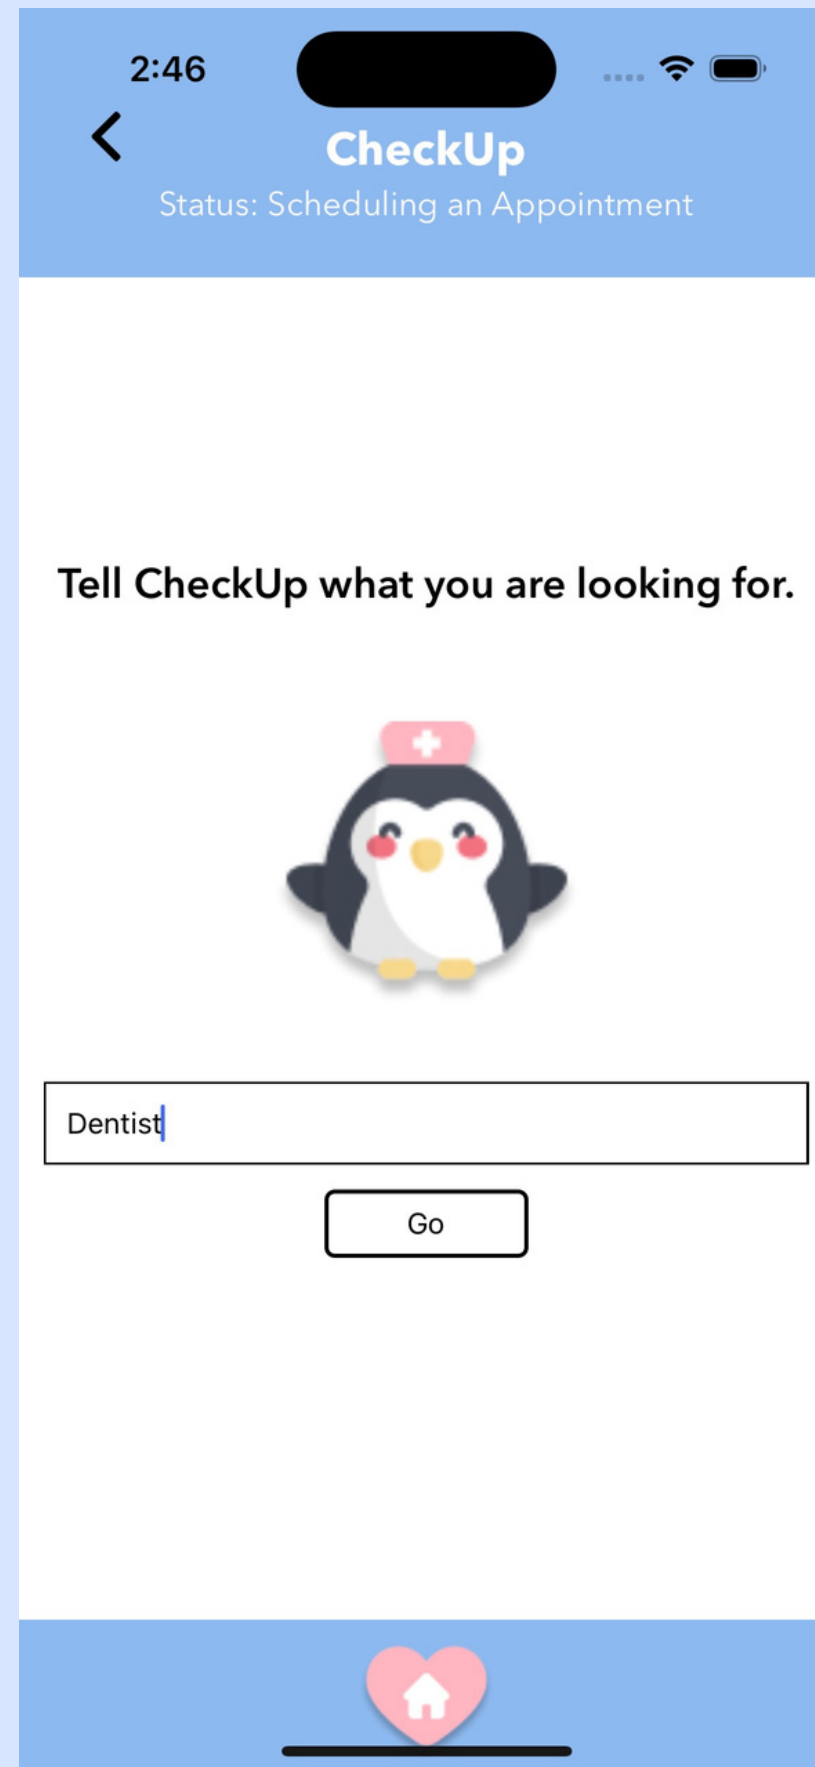 2:46
CheckUp
Status: Scheduling an Appointment
Tell CheckUp what you are looking for.
Dentist
Go